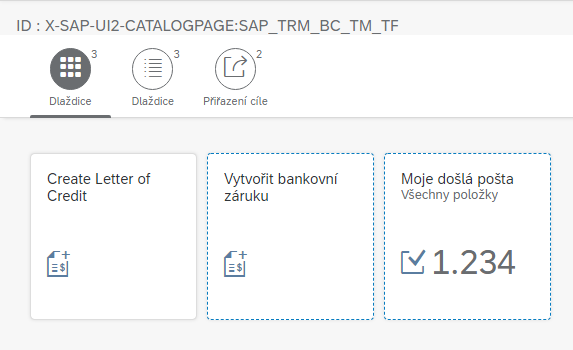 ID : X-SAP-UI2-CATALOGPAGE:SAP_TRM_BC_TM_TF
3
3
2
Dlaždice
Dlaždice
Přiřazení cíle
Create Letter of
Credit
$
Vytvořit bankovní
záruku
$
Moje došlá pošta
Všechny položky
1.234